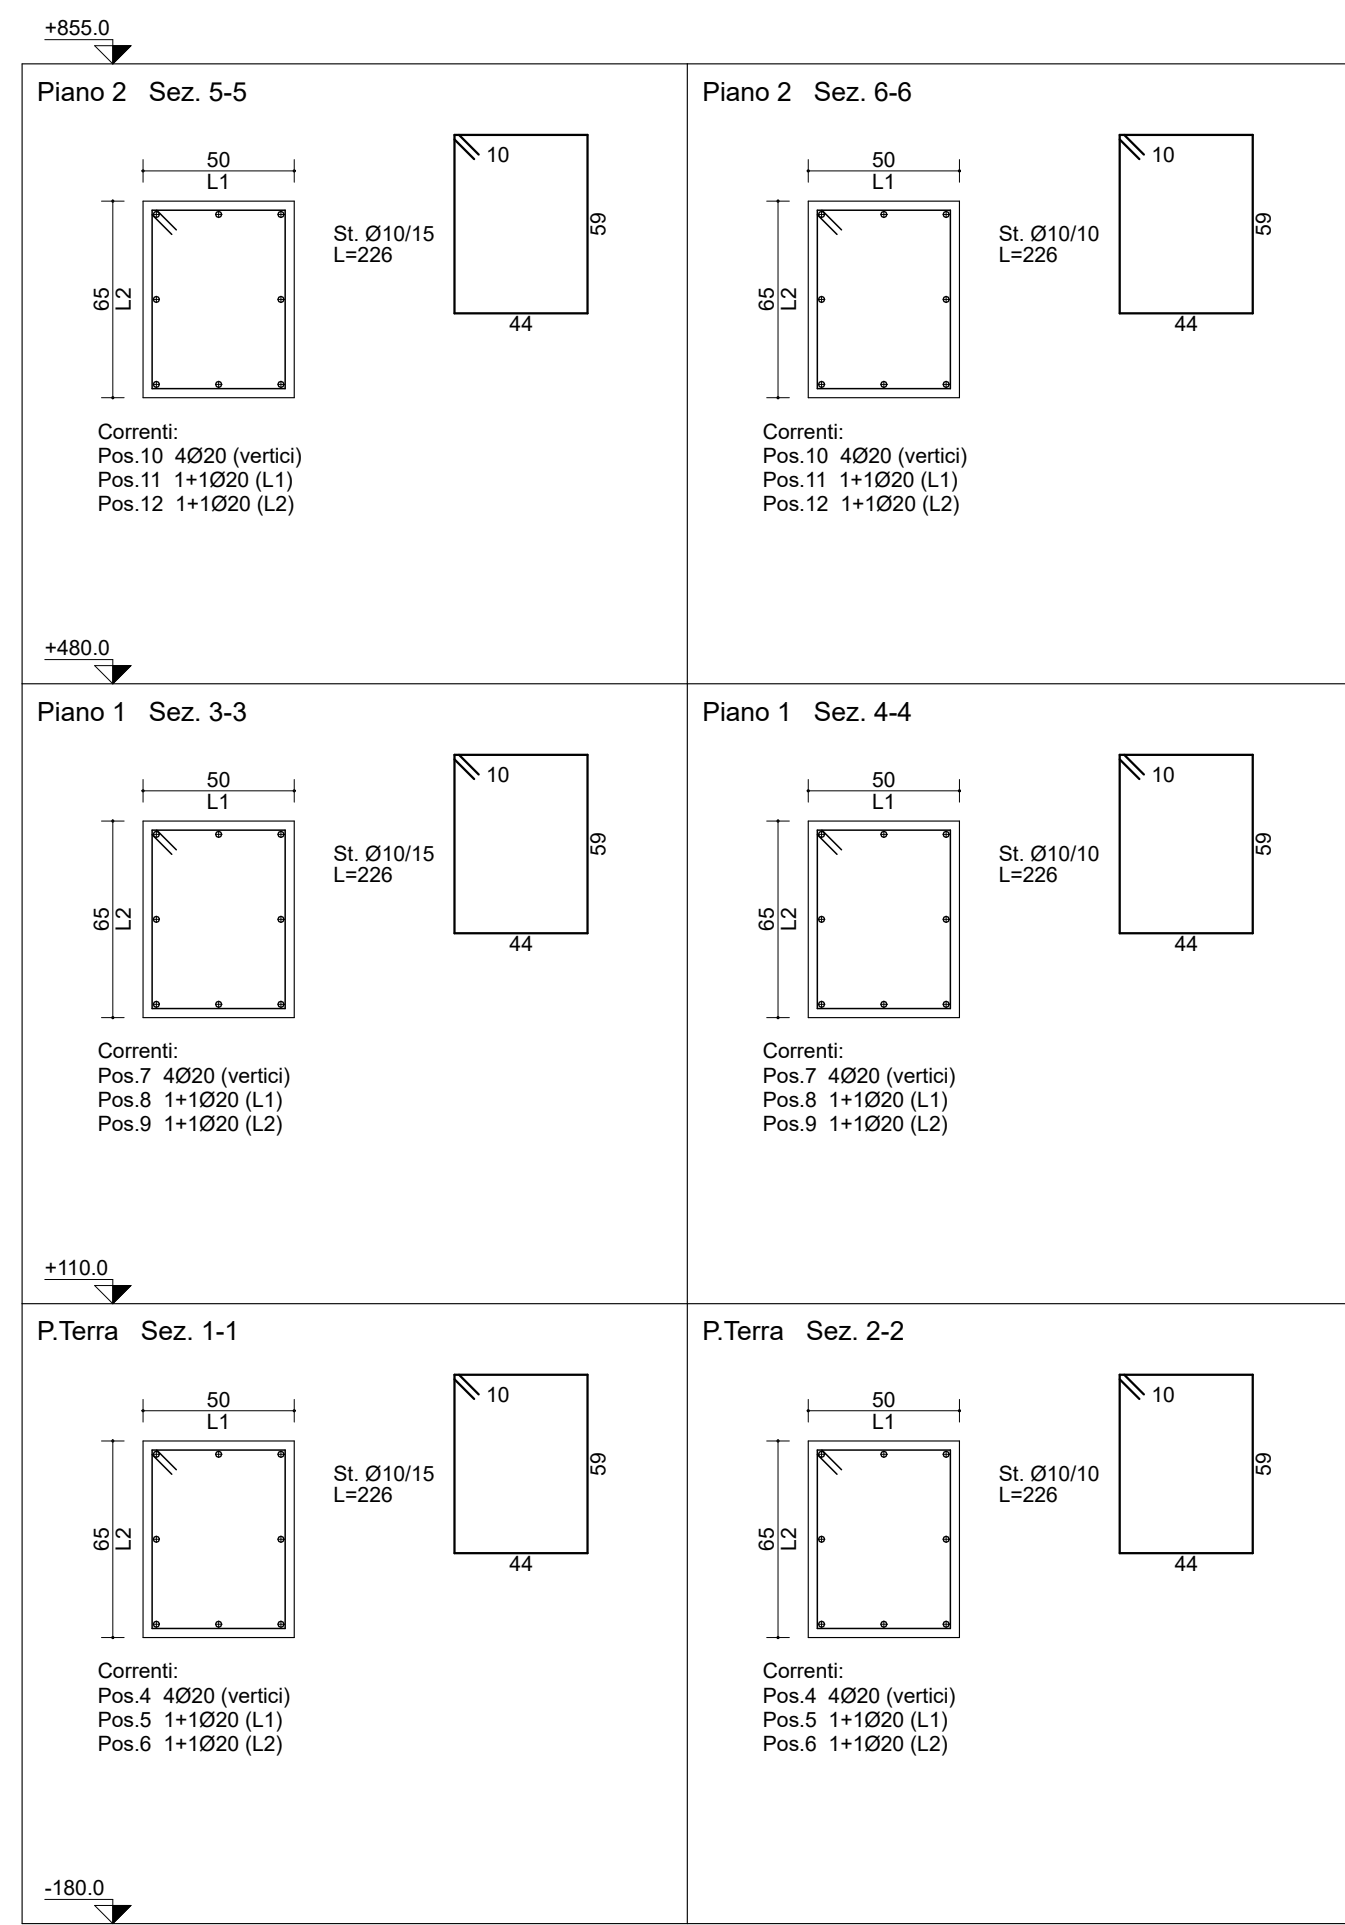 +855.0
Piano 2 Sez. 5-5
50
L1
65
L2
St. Ø10/15
L=226
10
59
44
Correnti:
Pos.10 4Ø20 (vertici)
Pos.11 1+1Ø20 (L1)
Pos.12 1+1Ø20 (L2)
Piano 2 Sez. 6-6
50
L1
65
L2
St. Ø10/10
L=226
10
59
44
Correnti:
Pos.10 4Ø20 (vertici)
Pos.11 1+1Ø20 (L1)
Pos.12 1+1Ø20 (L2)
+480.0
Piano 1 Sez. 3-3
50
L1
65
L2
St. Ø10/15
L=226
10
59
44
Correnti:
Pos.7 4Ø20 (vertici)
Pos.8 1+1Ø20 (L1)
Pos.9 1+1Ø20 (L2)
Piano 1 Sez. 4-4
50
L1
65
L2
St. Ø10/10
L=226
10
59
44
Correnti:
Pos.7 4Ø20 (vertici)
Pos.8 1+1Ø20 (L1)
Pos.9 1+1Ø20 (L2)
+110.0
P.Terra Sez. 1-1
50
L1
65
L2
St. Ø10/15
L=226
10
59
44
Correnti:
Pos.4 4Ø20 (vertici)
Pos.5 1+1Ø20 (L1)
Pos.6 1+1Ø20 (L2)
P.Terra Sez. 2-2
50
L1
65
L2
St. Ø10/10
L=226
10
59
44
Correnti:
Pos.4 4Ø20 (vertici)
Pos.5 1+1Ø20 (L1)
Pos.6 1+1Ø20 (L2)
-180.0